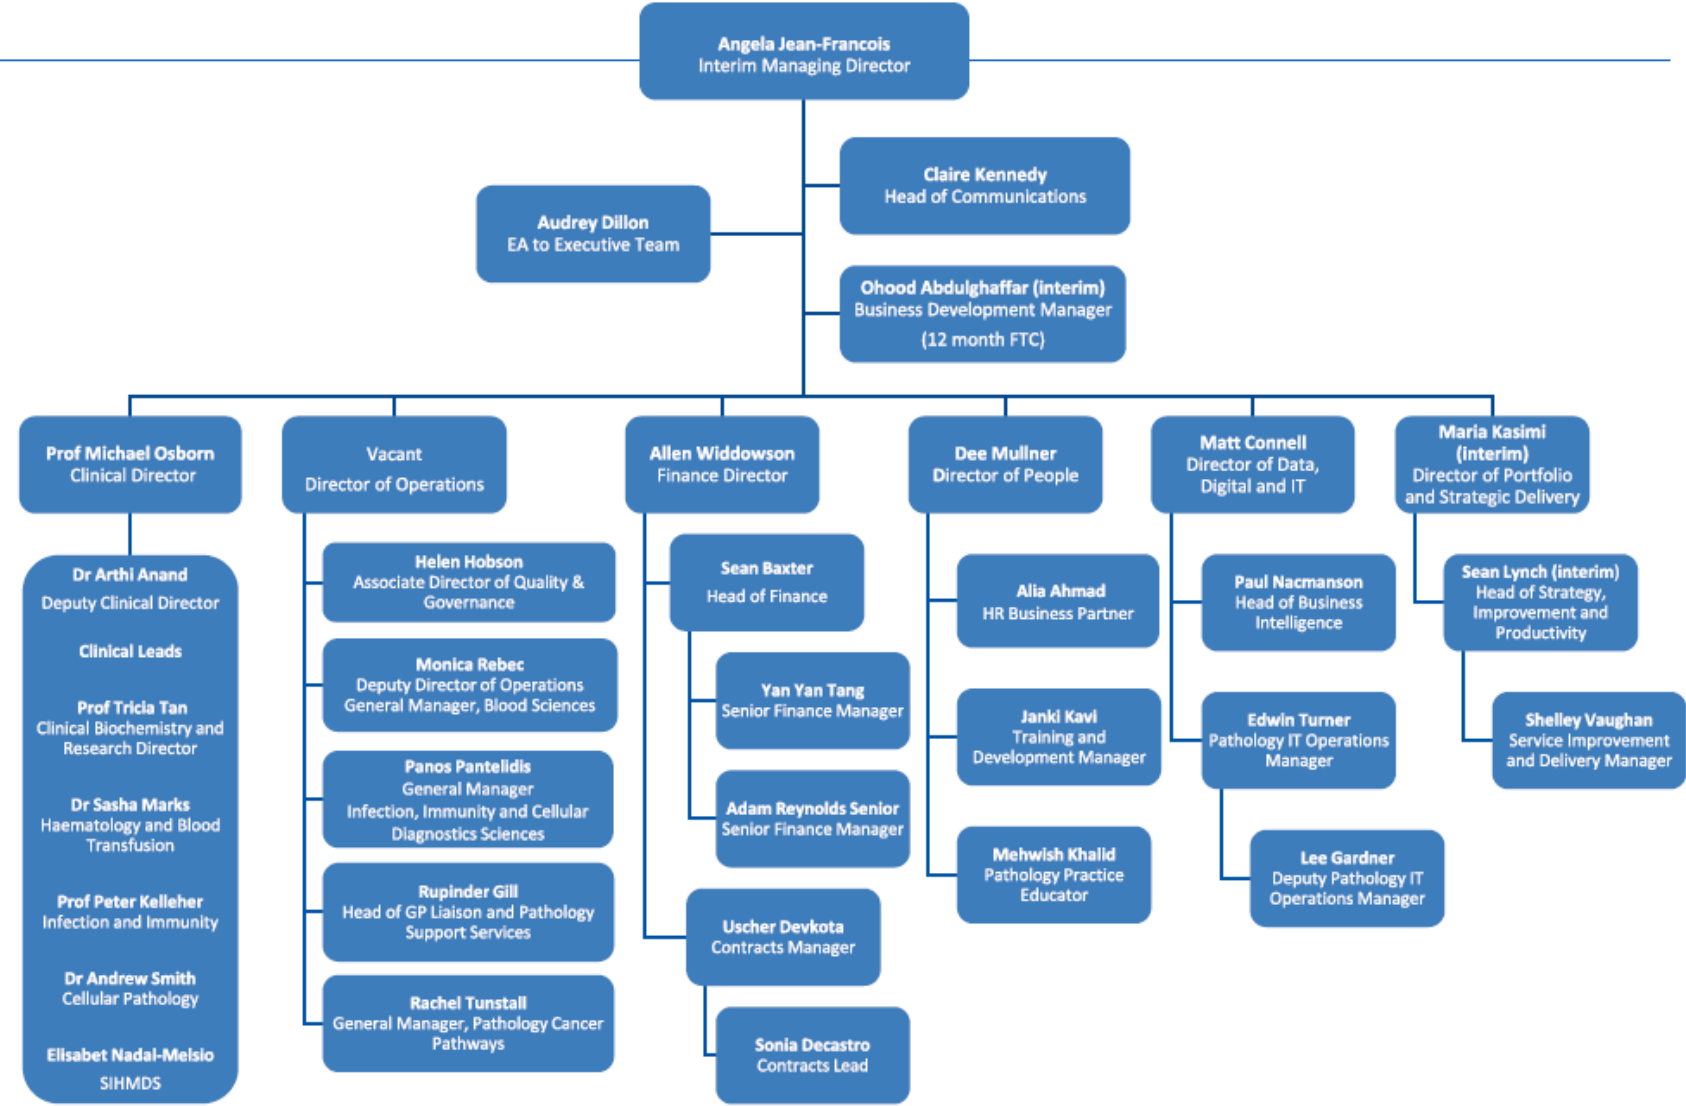 Angela Jean-Francois
Interim Managing Director
Claire Kennedy
Head of Communications
Audrey Dillon
EA to Executive Team
Ohood Abdulghaffar (interim)
Business Development Manager
(12 month FTC)
Prof Michael Osborn
Clinical Director
Vacant
Director of Operations
Allen Widdowson
Finance Director
Dee Mullner
Director of People
Matt Connell
Director of Data,
Digital and IT
Maria Kasimi
(interim)
Director of Portfolio
and Strategic Delivery
Dr Arthi Anand
Deputy Clinical Director
Clinical Leads
Prof Tricia Tan
Clinical Biochemistry and
Research Director
Dr Sasha Marks
Haematology and Blood
Transfusion
Prof Peter Kelleher
Infection and Immunity
Dr Andrew Smith
Cellular Pathology
Elisabet Nadal-Melsio
SIHMDS
Helen Hobson
Associate Director of Quality &
Governance
Monica Rebec
Deputy Director of Operations
General Manager, Blood Sciences
Panos Pantelidis
General Manager
Infection, Immunity and Cellular
Diagnostics Sciences
Rupinder Gill
Head of GP Liaison and Pathology
Support Services
Rachel Tunstall
General Manager, Pathology Cancer
Pathways
Sean Baxter
Head of Finance
Yan Yan Tang
Senior Finance Manager
Adam Reynolds Senior
Senior Finance Manager
Uscher Devkota
Contracts Manager
Sonia Decastro
Contracts Lead
Alia Ahmad
HR Business Partner
Janki Kavi
Training and
Development Manager
Mehwish Khalid
Pathology Practice
Educator
Paul Nacmanson
Head of Business
Intelligence
Edwin Turner
Pathology IT Operations
Manager
Lee Gardner
Deputy Pathology IT
Operations Manager
Sean Lynch (interim)
Head of Strategy,
Improvement and
Productivity
Shelley Vaughan
Service Improvement
and Delivery Manager